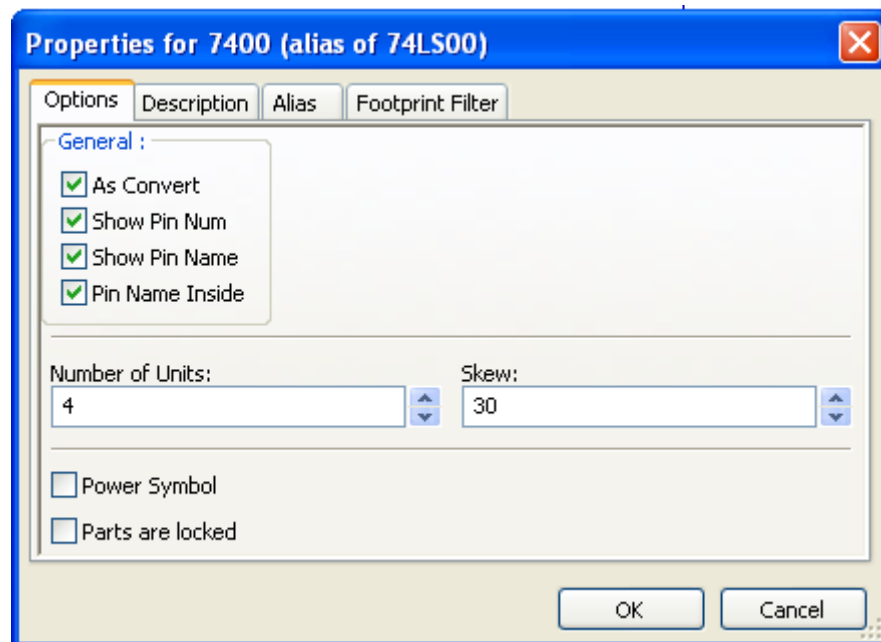 Properties for 7400 (alias of 74LS00)
Options Description Alias Footprint Filter
General :
As Convert
Show Pin Num
Show Pin Name
Pin Name Inside
Number of Units: Skew:
4 30
Power Symbol
Parts are locked
OK Cancel